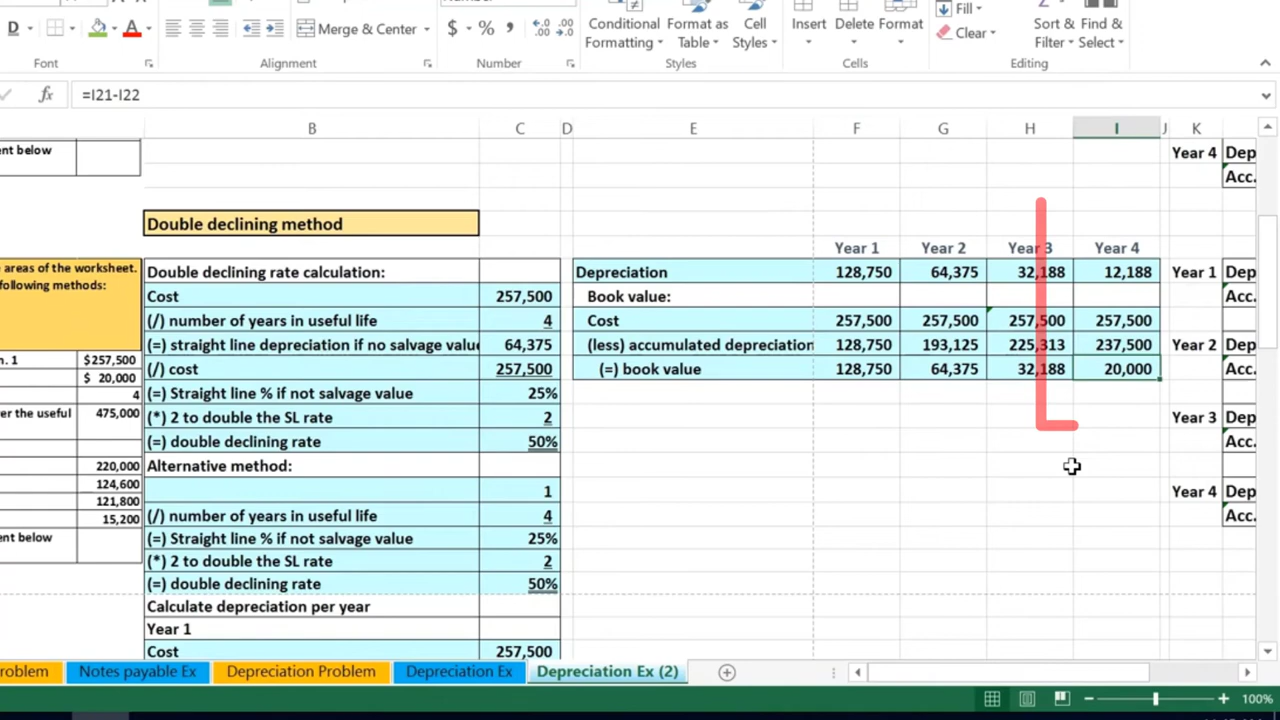 D
A
Merge & Center
$ % ,
Conditional Formatting
Format as Table
Cell Styles
Insert
Delete
Format
Fill
Clear
Sort & Filter
Find & Select
Font
Alignment
Number
Styles
Cells
Editing
fx =I21-I22
B C D E F G H I J K
ent below
Year 4 Dep
Acc.
Double declining method
Year 1 Year 2 Year 3 Year 4
e areas of the worksheet.
following methods:
Double declining rate calculation:
Depreciation 128,750 64,375 32,188 12,188 Year 1 Dep
Cost 257,500
Book value: Acc.
(/) number of years in useful life 4
Cost 257,500 257,500 257,500 257,500
(=) straight line depreciation if no salvage value 64,375
(less) accumulated depreciation 128,750 193,125 225,313 237,500 Year 2 Dep
n. 1 $257,500
(/) cost 257,500
(=) book value 128,750 64,375 32,188 20,000 Acc.
$ 20,000
4
(=) Straight line % if not salvage value 25%
er the useful 475,000
(*) 2 to double the SL rate 2
Year 3 Dep
(=) double declining rate 50%
Acc.
220,000
Alternative method:
124,600
1
Year 4 Dep
121,800
15,200
(/) number of years in useful life 4
Acc.
ent below
(=) Straight line % if not salvage value 25%
(*) 2 to double the SL rate 2
(=) double declining rate 50%
Calculate depreciation per year
Year 1
Cost 257,500
roblem
Notes payable Ex
Depreciation Problem
Depreciation Ex
Depreciation Ex (2)
100%